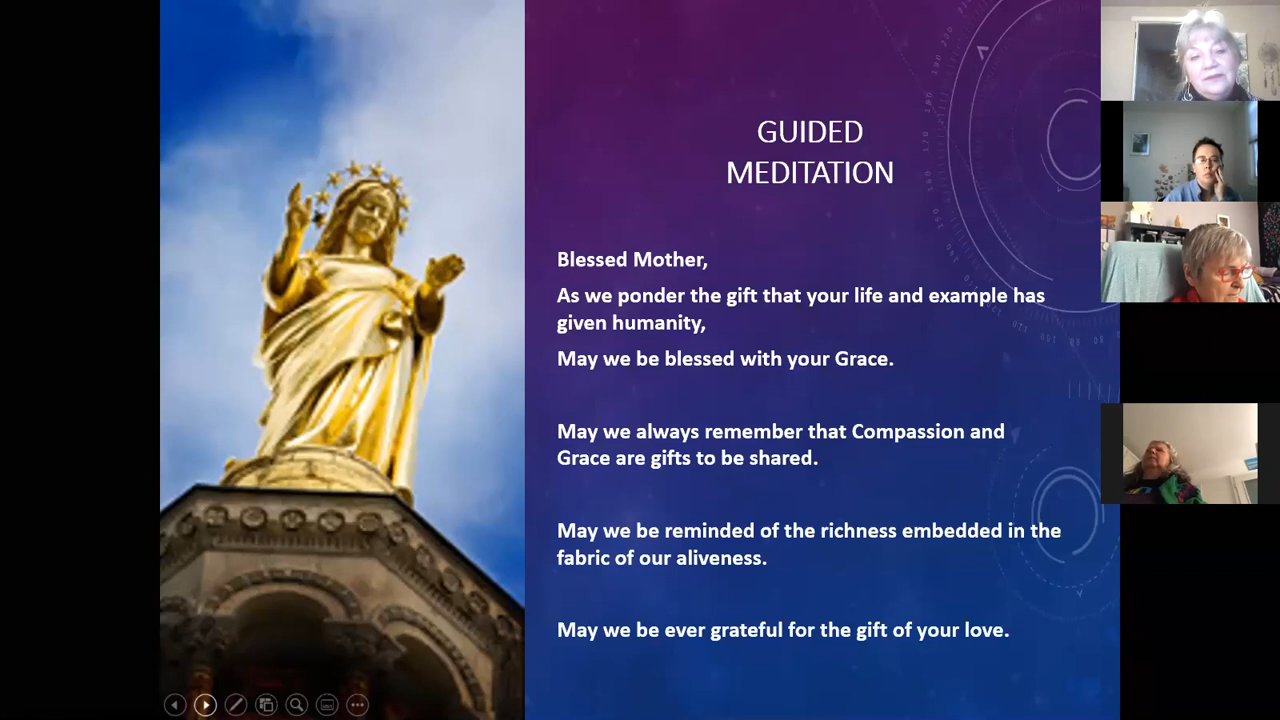 GUIDED
MEDITATION
Blessed Mother,
As we ponder the gift that your life and example has
given humanity,
May we be blessed with your Grace.
May we always remember that Compassion and
Grace are gifts to be shared.
May we be reminded of the richness embedded in the
fabric of our aliveness.
May we be ever grateful for the gift of your love.